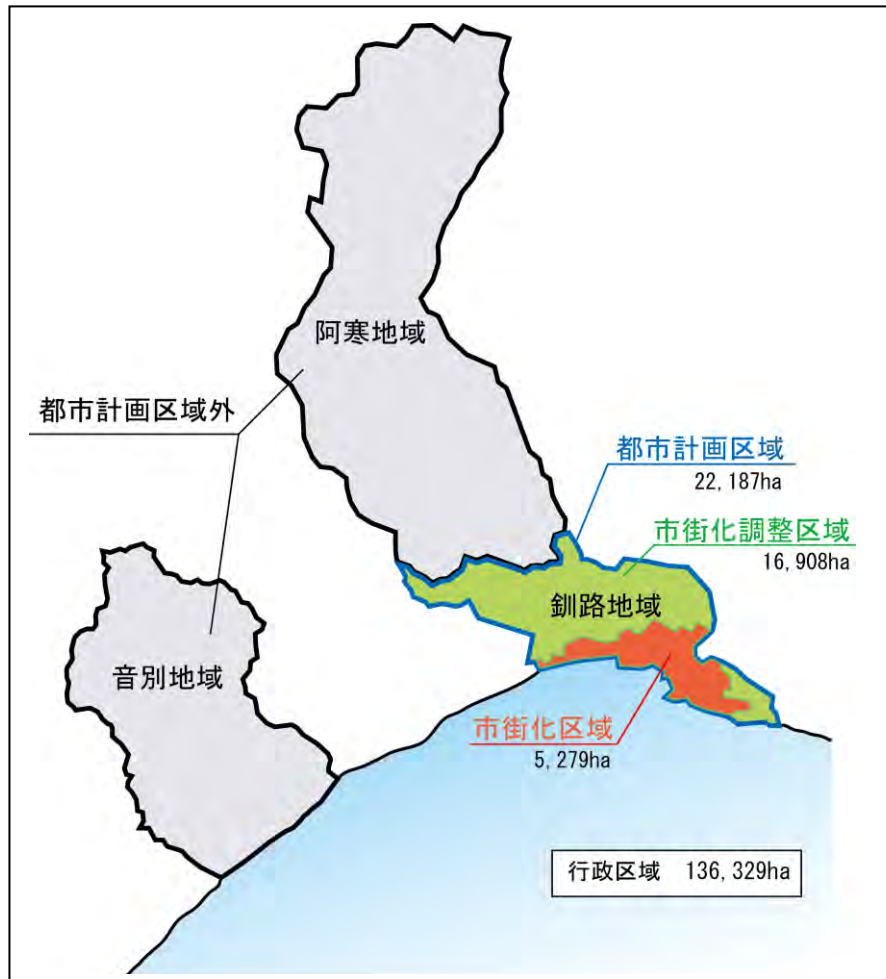 阿寒地域
都市計画区域外
都市計画区域
22,187ha
市街化調整区域
16,908ha
釧路地域
音別地域
市街化区域
5,279ha
行政区域 136,329ha